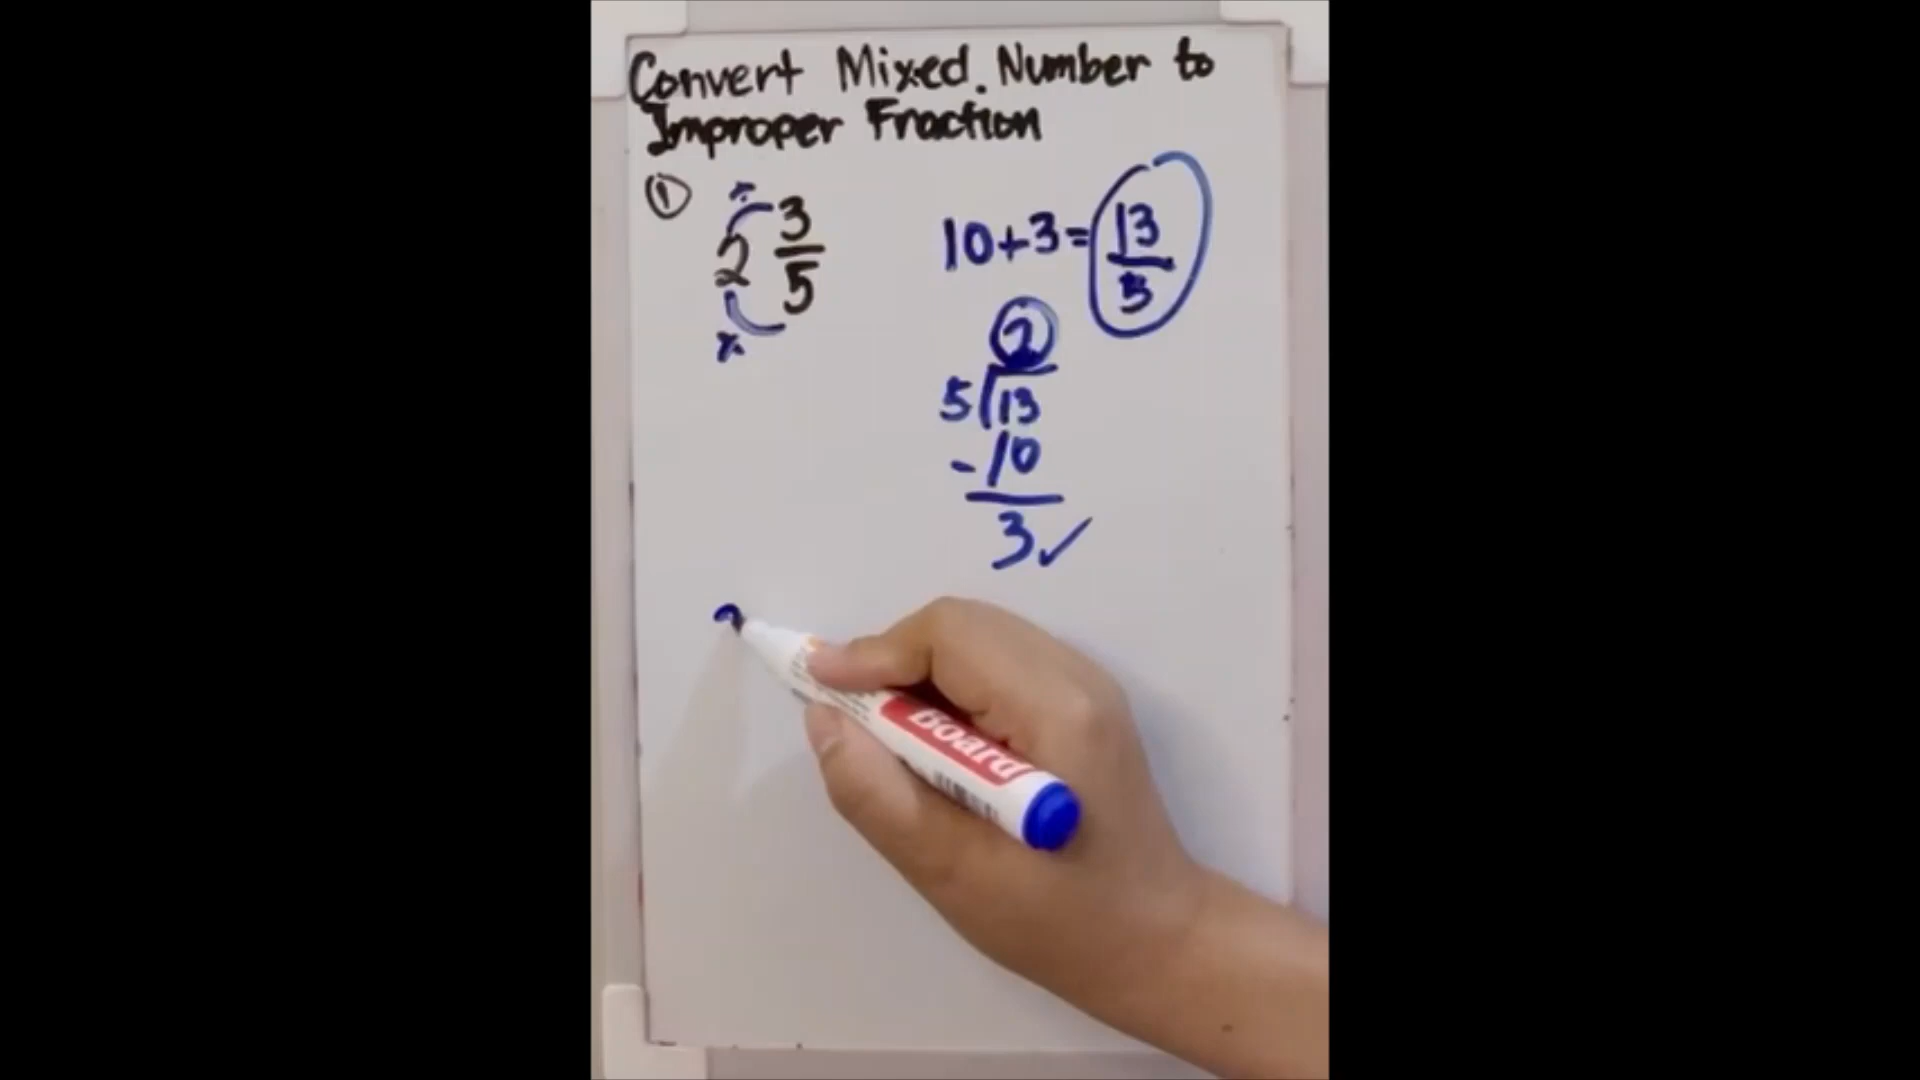 Convert Mixed Number to
Improper Fraction
① 2 3/5
x
x
10+3= 13/5
2
5 13
-10
3✓
Board